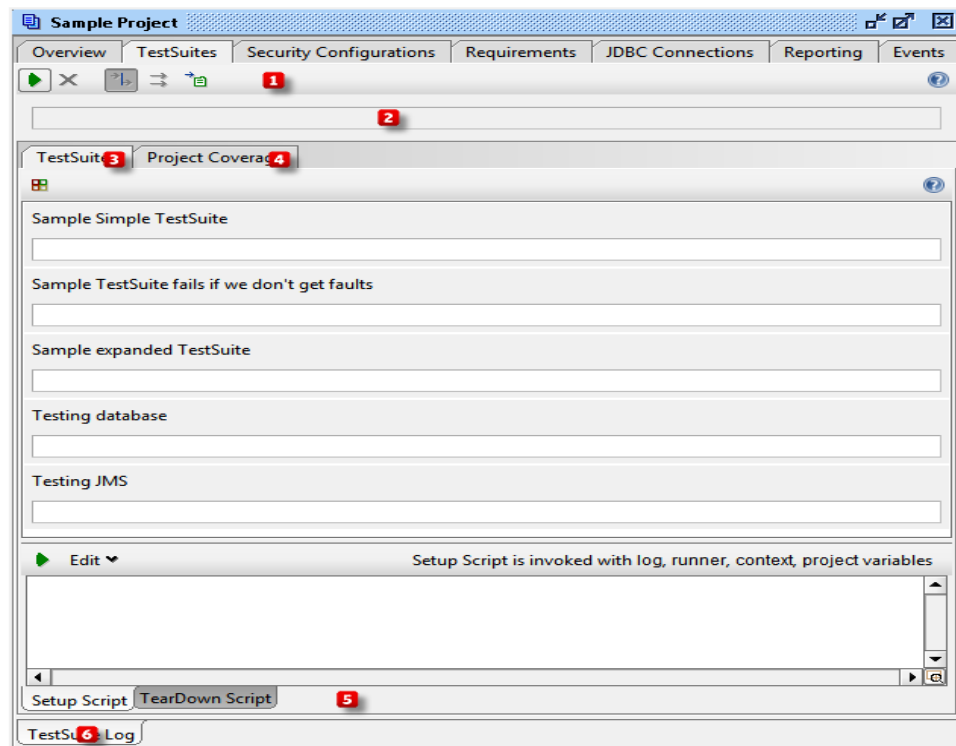 Sample Project
Overview TestSuites Security Configurations Requirements JDBC Connections Reporting Events
1
2
TestSuit 3 Project Coverag 4
Sample Simple TestSuite
Sample TestSuite fails if we don't get faults
Sample expanded TestSuite
Testing database
Testing JMS
Edit Setup Script is invoked with log, runner, context, project variables
Setup Script TearDown Script 5
TestSu 6 Log